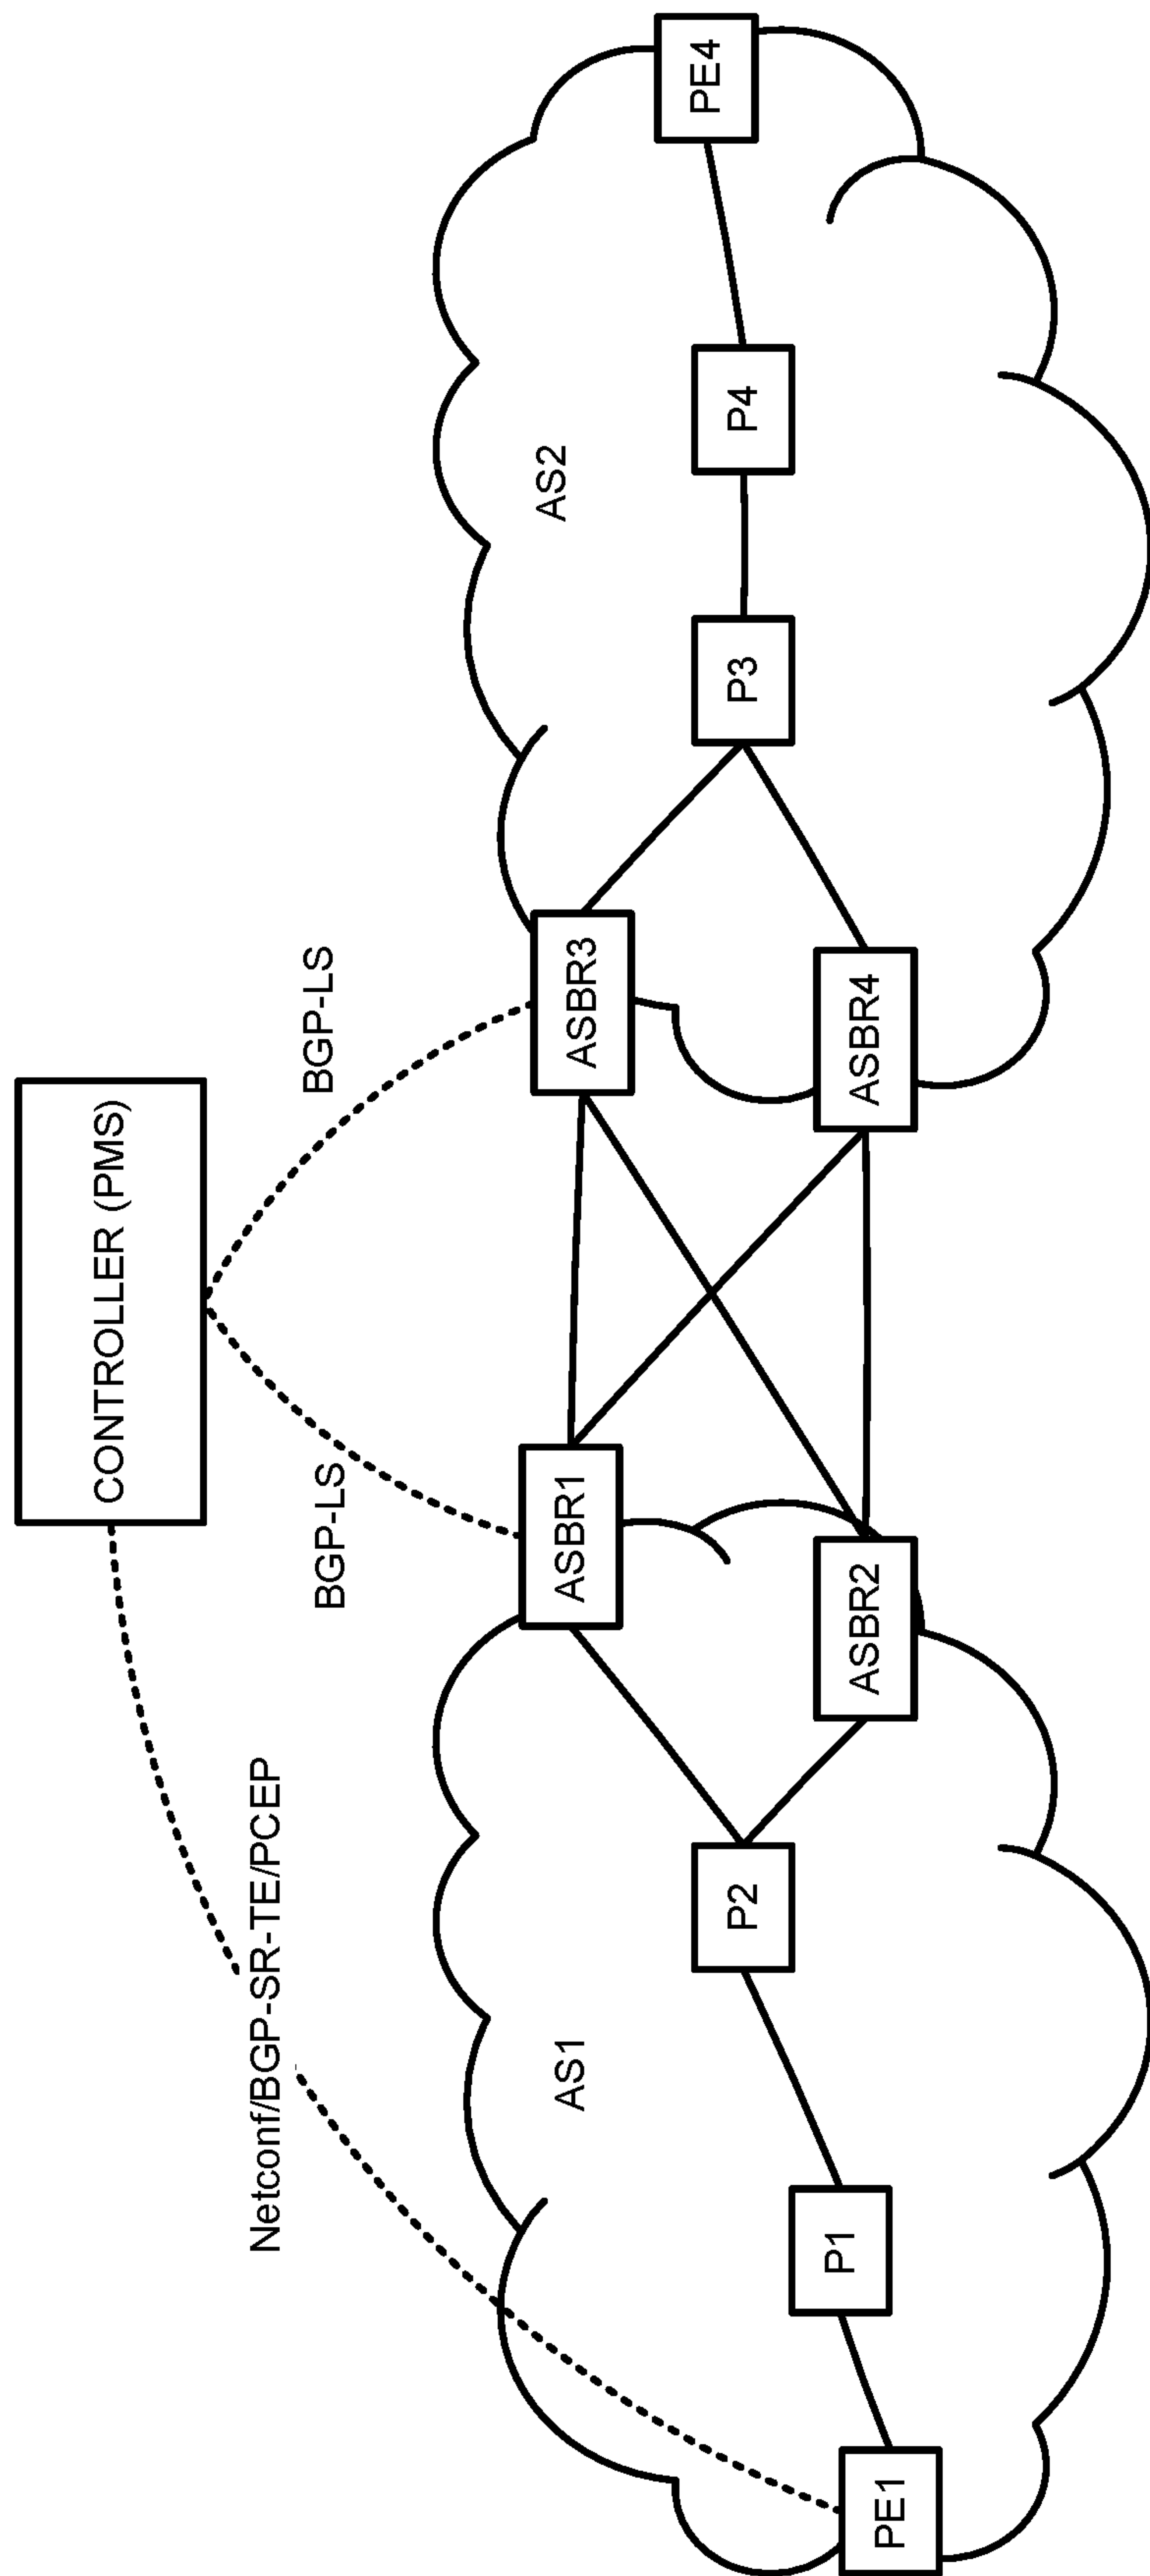 CONTROLLER (PMS)
BGP-LS
BGP-LS
Netconf/BGP-SR-TE/PCEP
AS1
AS2
PE1
P1
P2
ASBR1
ASBR2
ASBR3
ASBR4
P3
P4
PE4